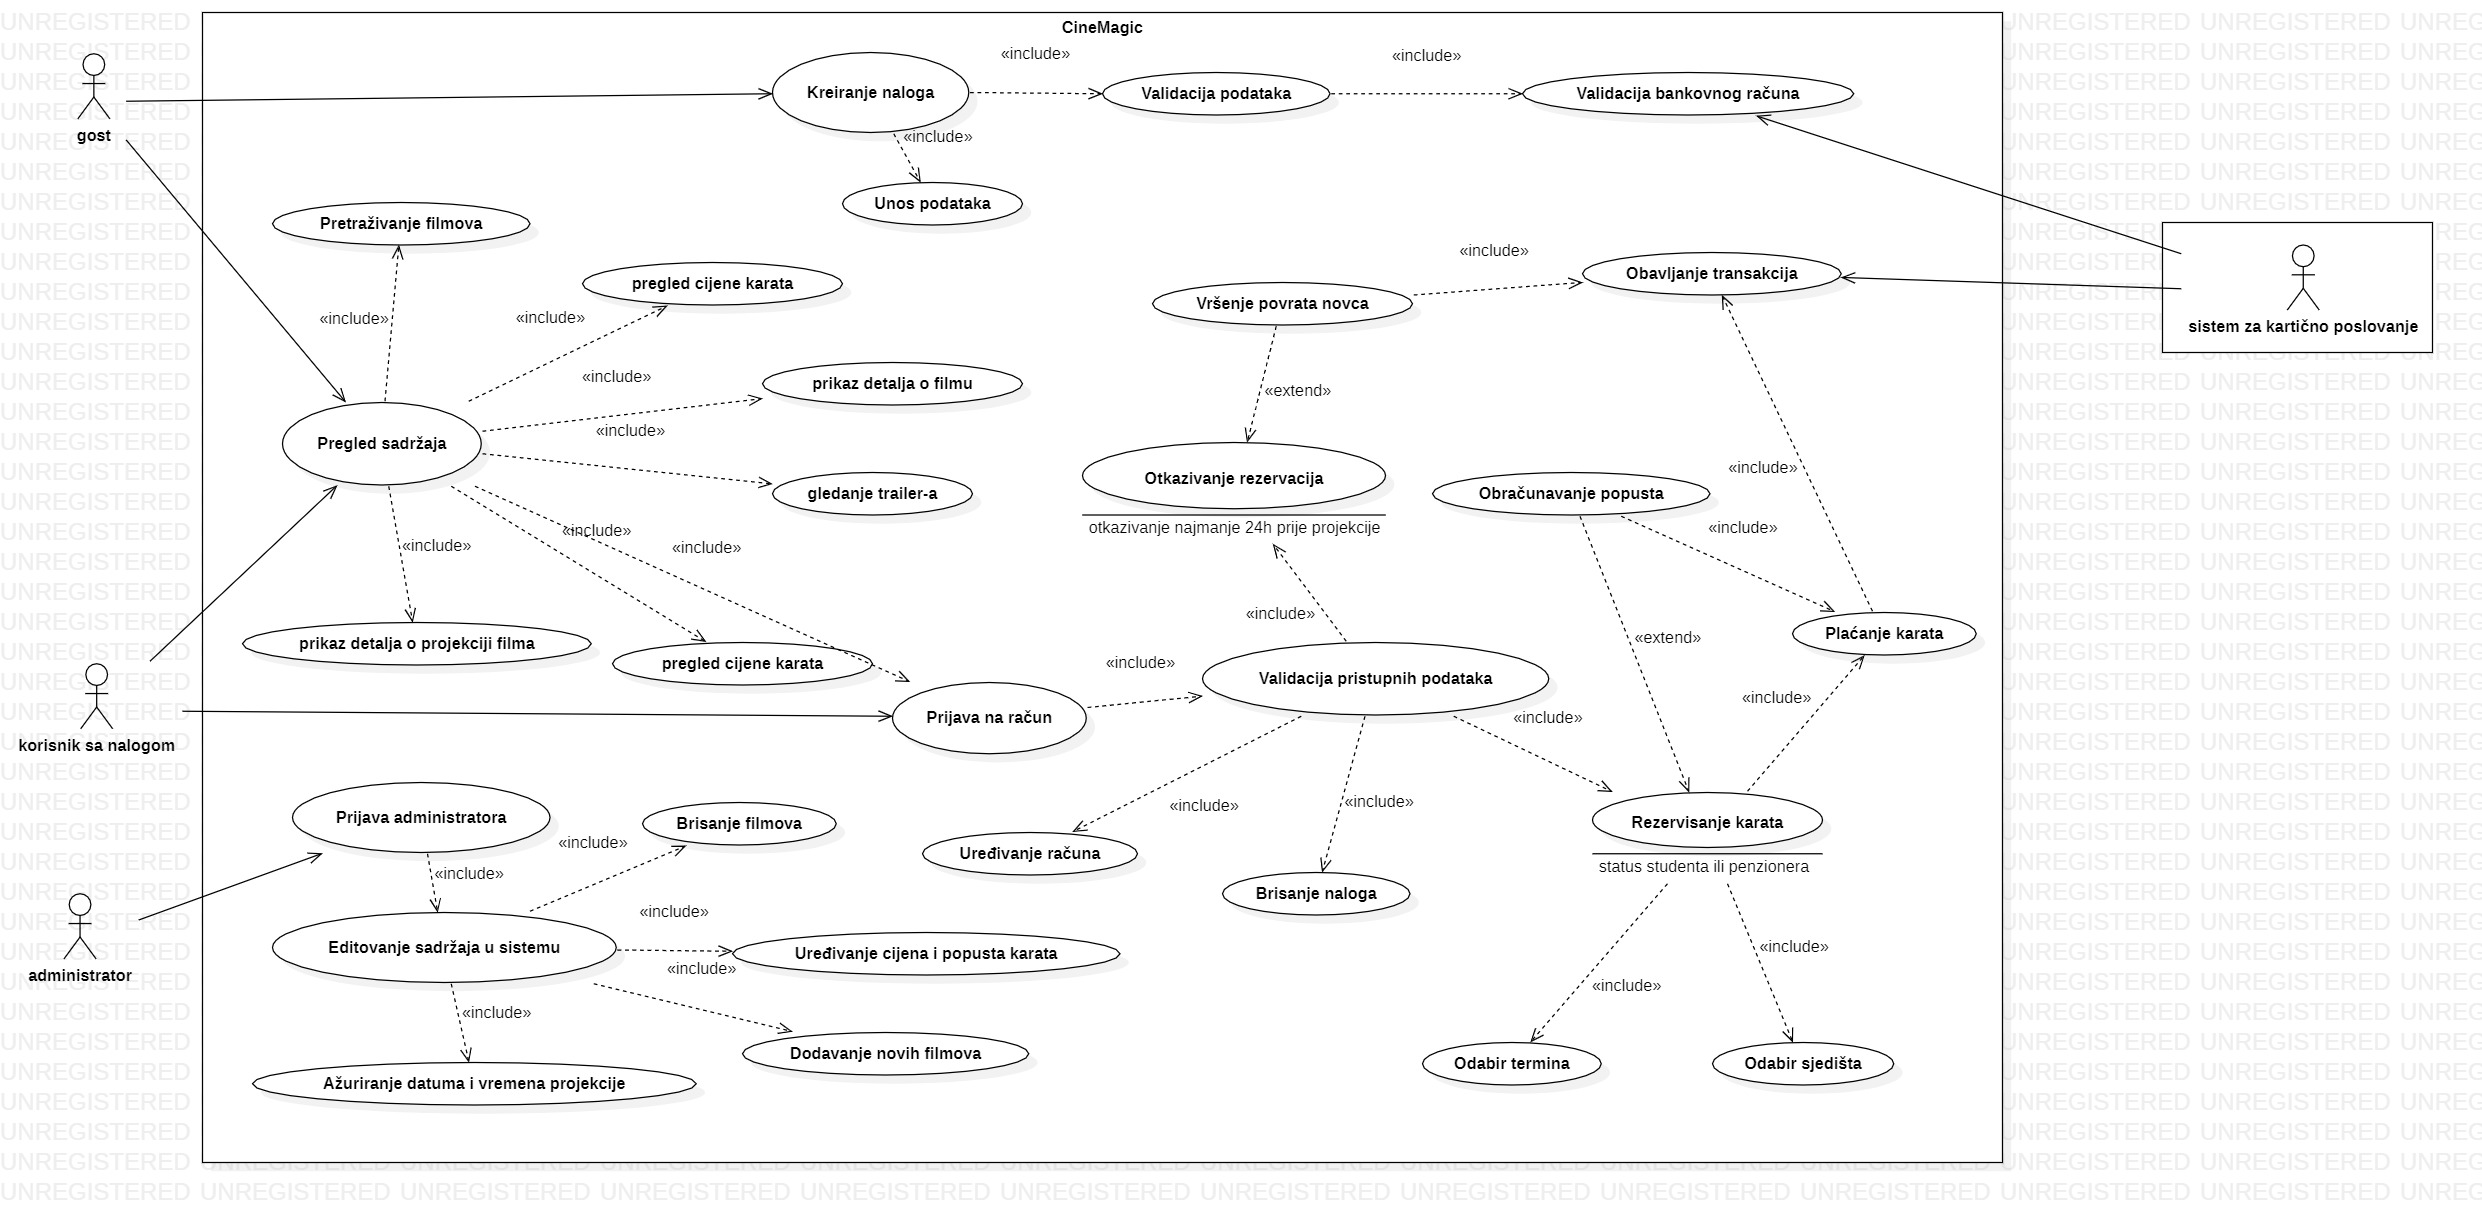 CineMagic
gost
Kreiranje naloga
«include»
Validacija podataka
«include»
Validacija bankovnog računa
«include»
Unos podataka
Pretraživanje filmova
«include»
pregled cijene karata
«include»
prikaz detalja o filmu
«include»
Pregled sadržaja
«include»
gledanje trailer-a
«include»
«include»
«include»
prikaz detalja o projekciji filma
pregled cijene karata
Vršenje povrata novca
«include»
Obavljanje transakcija
sistem za kartično poslovanje
«extend»
Otkazivanje rezervacija
otkazivanje najmanje 24h prije projekcije
Obračunavanje popusta
«include»
«include»
«extend»
Plaćanje karata
«include»
«include»
korisnik sa nalogom
Prijava na račun
«include»
Validacija pristupnih podataka
«include»
«include»
«include»
Uređivanje računa
Brisanje naloga
Rezervisanje karata
status studenta ili penzionera
«include»
«include»
Odabir termina
Odabir sjedišta
administrator
Prijava administratora
«include»
Editovanje sadržaja u sistemu
«include»
Brisanje filmova
«include»
Uređivanje cijena i popusta karata
«include»
Dodavanje novih filmova
«include»
Ažuriranje datuma i vremena projekcije
UNREGISTERED UNREGISTERED UNREGISTERED UNREGISTERED UNREGISTERED UNREGISTERED UNREGISTERED UNREGISTERED UNREGISTERED UNREGISTERED UNREGISTERED UNREGISTERED